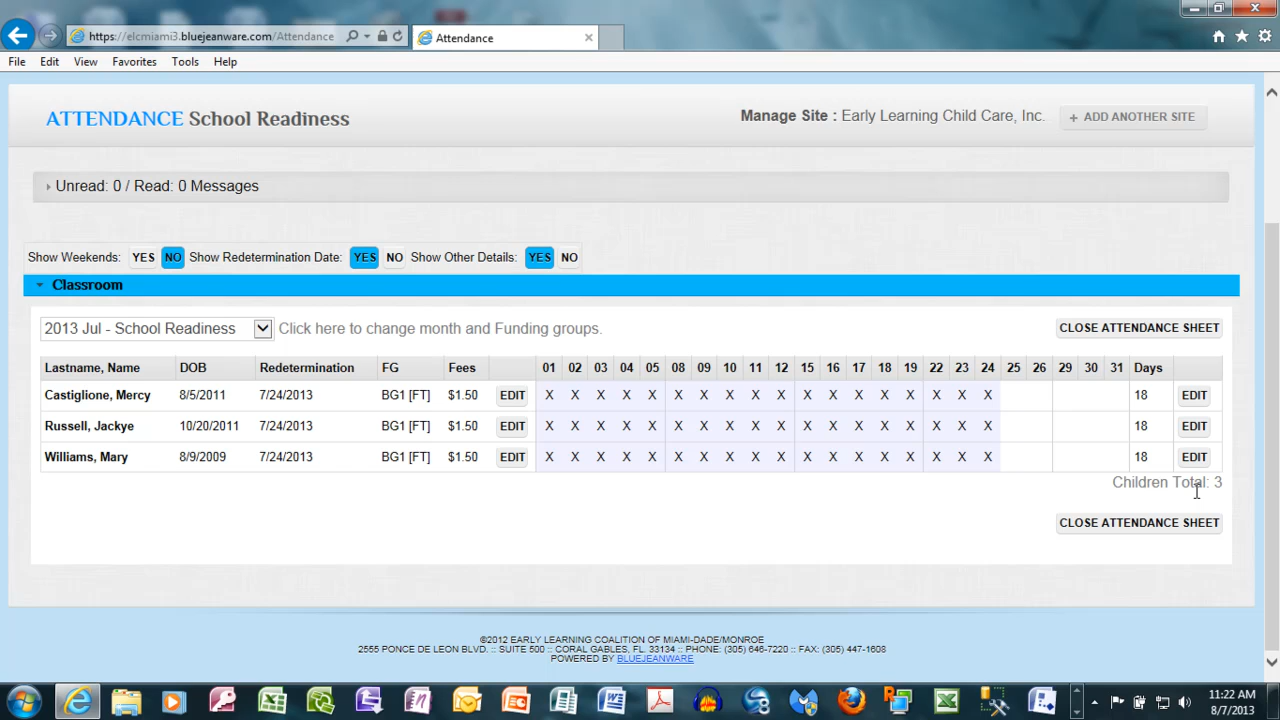 https://elcmiami3.bluejeanware.com/Attendance
Attendance
File Edit View Favorites Tools Help
ATTENDANCE School Readiness
Manage Site : Early Learning Child Care, Inc.
+ ADD ANOTHER SITE
Unread: 0 / Read: 0 Messages
Show Weekends: YES NO Show Redetermination Date: YES NO Show Other Details: YES NO
Classroom
2013 Jul - School Readiness Click here to change month and Funding groups. CLOSE ATTENDANCE SHEET
Lastname, Name DOB Redetermination FG Fees 01 02 03 04 05 08 09 10 11 12 15 16 17 18 19 22 23 24 25 26 29 30 31 Days
Castiglione, Mercy 8/5/2011 7/24/2013 BG1 [FT] $1.50 EDIT X X X X X X X X X X X X X X X X X X 18 EDIT
Russell, Jackye 10/20/2011 7/24/2013 BG1 [FT] $1.50 EDIT X X X X X X X X X X X X X X X X X X 18 EDIT
Williams, Mary 8/9/2009 7/24/2013 BG1 [FT] $1.50 EDIT X X X X X X X X X X X X X X X X X X 18 EDIT
Children Total: 3
CLOSE ATTENDANCE SHEET
©2012 EARLY LEARNING COALITION OF MIAMI-DADE/MONROE
2555 PONCE DE LEON BLVD. :: SUITE 500 :: CORAL GABLES, FL. 33134 :: PHONE: (305) 646-7220 :: FAX: (305) 447-1608
POWERED BY BLUEJEANWARE
11:22 AM
8/7/2013